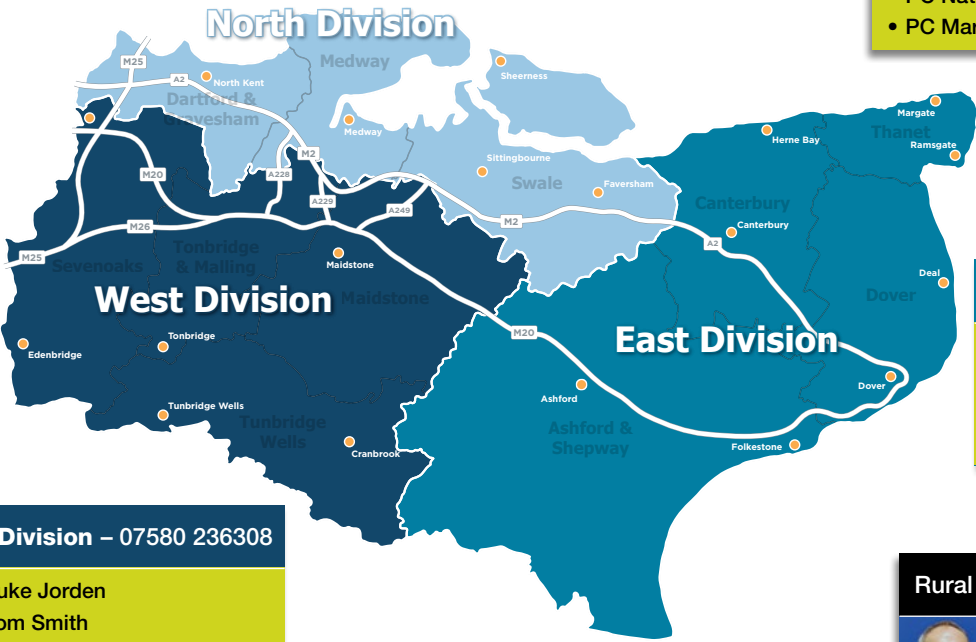 PC Nat
• PC Mar
North Division
Medway
M25
A2
North Kent
Sheerness
Dartford &
Gravesham
Medway
Margate
Thanet
Herne Bay
Ramsgate
M2
Sittingbourne
M20
A228
Swale
Faversham
A229
A249
Canterbury
M2
M26
Canterbury
A2
M25
Sevenoaks
Tonbridge
& Malling
Maidstone
Deal
West Division
Maidstone
Dover
M20
East Division
Tonbridge
Edenbridge
Dover
Ashford
Tunbridge Wells
Tunbridge
Wells
Ashford &
Shepway
Cranbrook
Folkestone
Division – 07580 236308
uke Jorden
om Smith
Rural